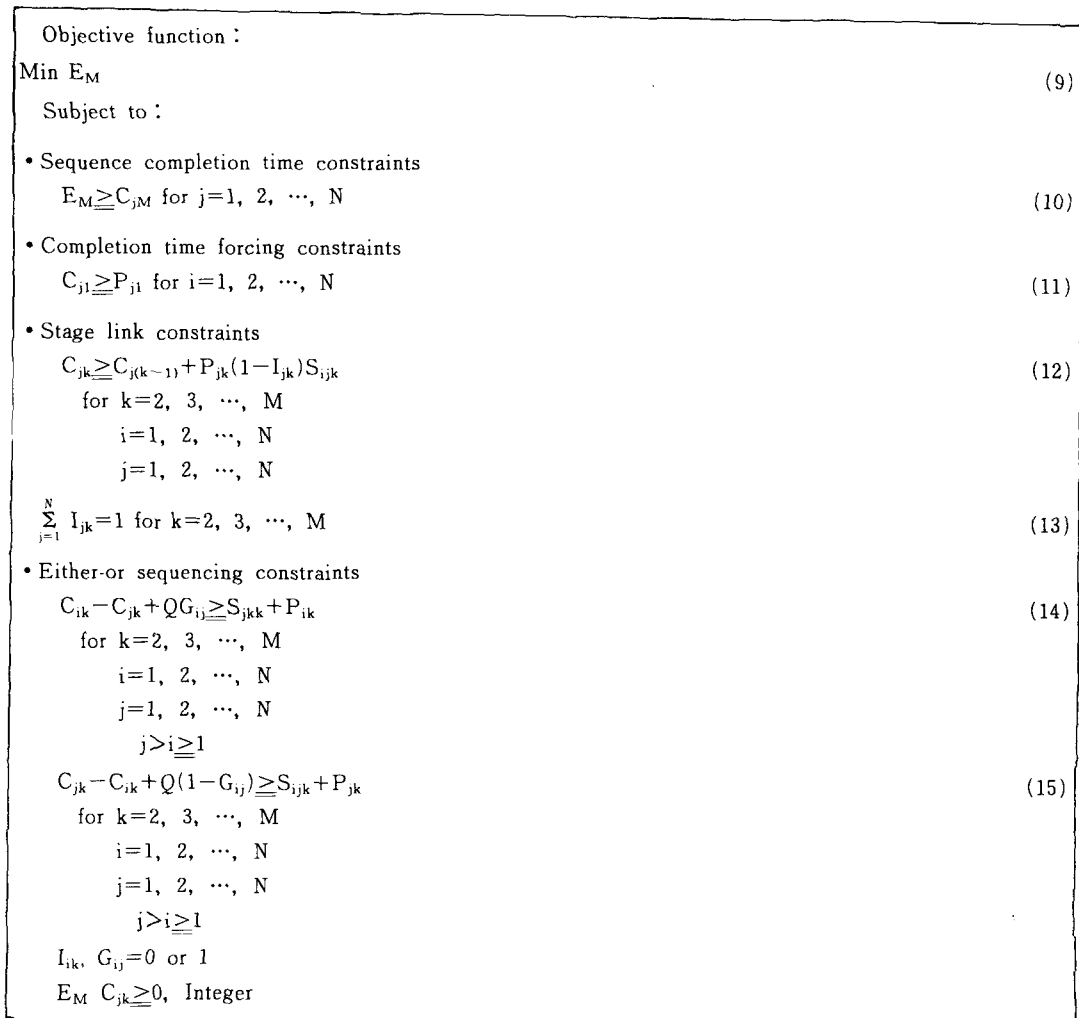 Objective function :
Min E_M (9)
Subject to :
• Sequence completion time constraints
E_M ≧ C_jM for j=1, 2, ⋯, N (10)
• Completion time forcing constraints
C_j1 ≧ P_j1 for i=1, 2, ⋯, N (11)
• Stage link constraints
C_jk ≧ C_j(k−1) + P_jk(1−I_jk)S_ijk (12)
for k=2, 3, ⋯, M
i=1, 2, ⋯, N
j=1, 2, ⋯, N
N
Σ I_jk=1 for k=2, 3, ⋯, M (13)
j=1
• Either-or sequencing constraints
C_ik−C_jk+QG_ij ≧ S_jkk+P_ik (14)
for k=2, 3, ⋯, M
i=1, 2, ⋯, N
j=1, 2, ⋯, N
j>i≧1
C_jk−C_ik+Q(1−G_ij) ≧ S_ijk+P_jk (15)
for k=2, 3, ⋯, M
i=1, 2, ⋯, N
j=1, 2, ⋯, N
j>i≧1
I_ik, G_ij=0 or 1
E_M C_jk≧0, Integer